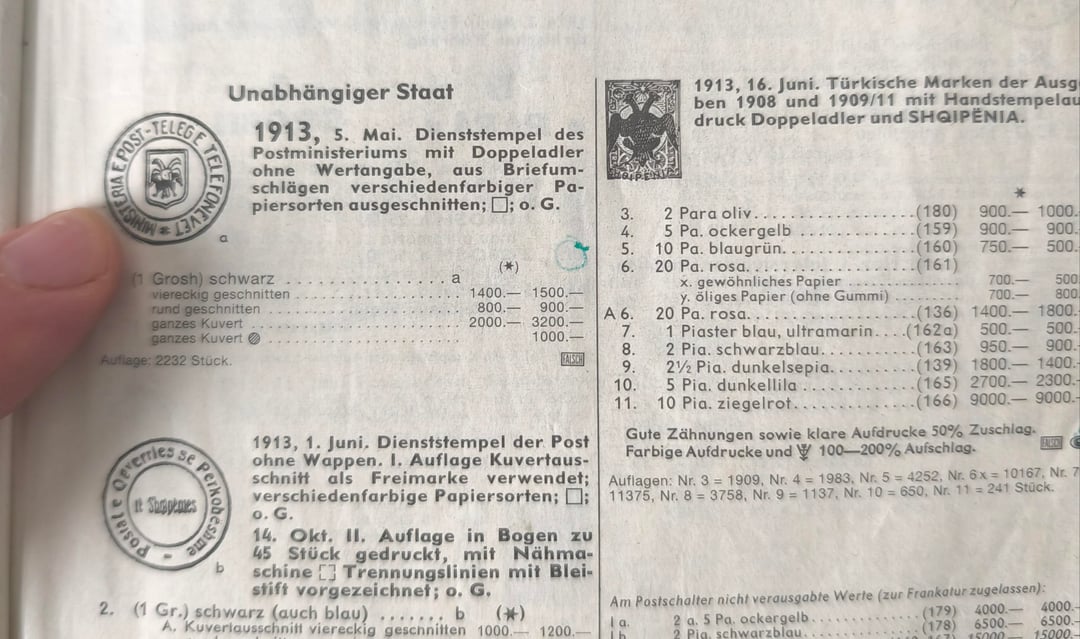 Unabhängiger Staat
MINISTERIA E POST-TELEG E TELEFONEVET
a
1913, 5. Mai. Dienststempel des
Postministeriums mit Doppeladler
ohne Wertangabe, aus Briefum-
schlägen verschiedenfarbiger Pa-
piersorten ausgeschnitten; □; o. G.
(*)
(1 Grosh) schwarz . . . . . . . . . . . . . . . a
viereckig geschnitten . . . . . . . . . . . . . . . 1400.— 1500.—
rund geschnitten . . . . . . . . . . . . . . . 800.— 900.—
ganzes Kuvert . . . . . . . . . . . . . . . 2000.— 3200.—
ganzes Kuvert . . . . . . . . . . . . . . . 1000.—
Auflage: 2232 Stück. FALSCH
Postale Qeverries se Perkobeshme
b
1913, 1. Juni. Dienststempel der Post
ohne Wappen. I. Auflage Kuvertaus-
schnitt als Freimarke verwendet;
verschiedenfarbige Papiersorten; □;
o. G.
14. Okt. II. Auflage in Bogen zu
45 Stück gedruckt, mit Nähma-
schine Trennungslinien mit Blei-
stift vorgezeichnet; o. G.
2. (1 Gr.) schwarz (auch blau) . . . . . . . b (*)
A. Kuvertausschnitt viereckig geschnitten 1000.— 1200.—
1913, 16. Juni. Türkische Marken der Ausg
ben 1908 und 1909/11 mit Handstempelau
druck Doppeladler und SHQIPËNIA.
*
3. 2 Para oliv . . . . . . . . . . . . . . . (180) 900.— 1000.
4. 5 Pa. ockergelb . . . . . . . . . . . (159) 900.— 900.
5. 10 Pa. blaugrün . . . . . . . . . . . (160) 750.— 500.
6. 20 Pa. rosa . . . . . . . . . . . . . . . (161)
x. gewöhnliches Papier . . . . . . . . . . . 700.— 500
y. öliges Papier (ohne Gummi) . . . . . . . . 700.— 800
A 6. 20 Pa. rosa . . . . . . . . . . . . . . . (136) 1400.— 1800.
7. 1 Piaster blau, ultramarin . . . . (162a) 500.— 500.
8. 2 Pia. schwarzblau . . . . . . . . . . (163) 950.— 900.
9. 2½ Pia. dunkelsepia . . . . . . . . . (139) 1800.— 1400.
10. 5 Pia. dunkellila . . . . . . . . . . . (165) 2700.— 2300.
11. 10 Pia. ziegelrot . . . . . . . . . . . . (166) 9000.— 9000.
Gute Zähnungen sowie klare Aufdrucke 50% Zuschlag.
Farbige Aufdrucke und 100—200% Aufschlag. FALSCH
Auflagen: Nr. 3 = 1909, Nr. 4 = 1983, Nr. 5 = 4252, Nr. 6x = 10167, Nr. 7
11375, Nr. 8 = 3758, Nr. 9 = 1137, Nr. 10 = 650, Nr. 11 = 241 Stück.
Am Postschalter nicht verausgabte Werte (zur Frankatur zugelassen):
I a. 2 a. 5 Pa. ockergelb . . . . . . . . . . (179) 4000.— 4000.
I b. 2 Pia. schwarzblau . . . . . . . . . . (178) 6500.— 6500